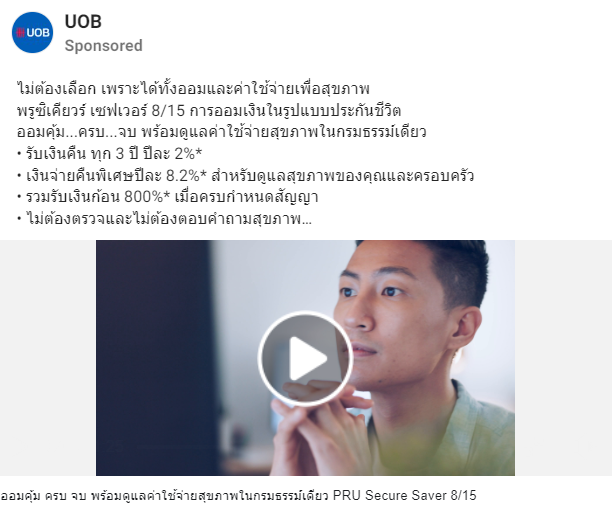 UOB
UOB
Sponsored
ไม่ต้องเลือก เพราะได้ทั้งออมและค่าใช้จ่ายเพื่อสุขภาพ
พรูซิเคียวร์ เซฟเวอร์ 8/15 การออมเงินในรูปแบบประกันชีวิต
ออมคุ้ม...ครบ...จบ พร้อมดูแลค่าใช้จ่ายสุขภาพในกรมธรรม์เดียว
• รับเงินคืน ทุก 3 ปี ปีละ 2%*
• เงินจ่ายคืนพิเศษปีละ 8.2%* สำหรับดูแลสุขภาพของคุณและครอบครัว
• รวมรับเงินก้อน 800%* เมื่อครบกำหนดสัญญา
• ไม่ต้องตรวจและไม่ต้องตอบคำถามสุขภาพ...
ออมคุ้ม ครบ จบ พร้อมดูแลค่าใช้จ่ายสุขภาพในกรมธรรม์เดียว PRU Secure Saver 8/15